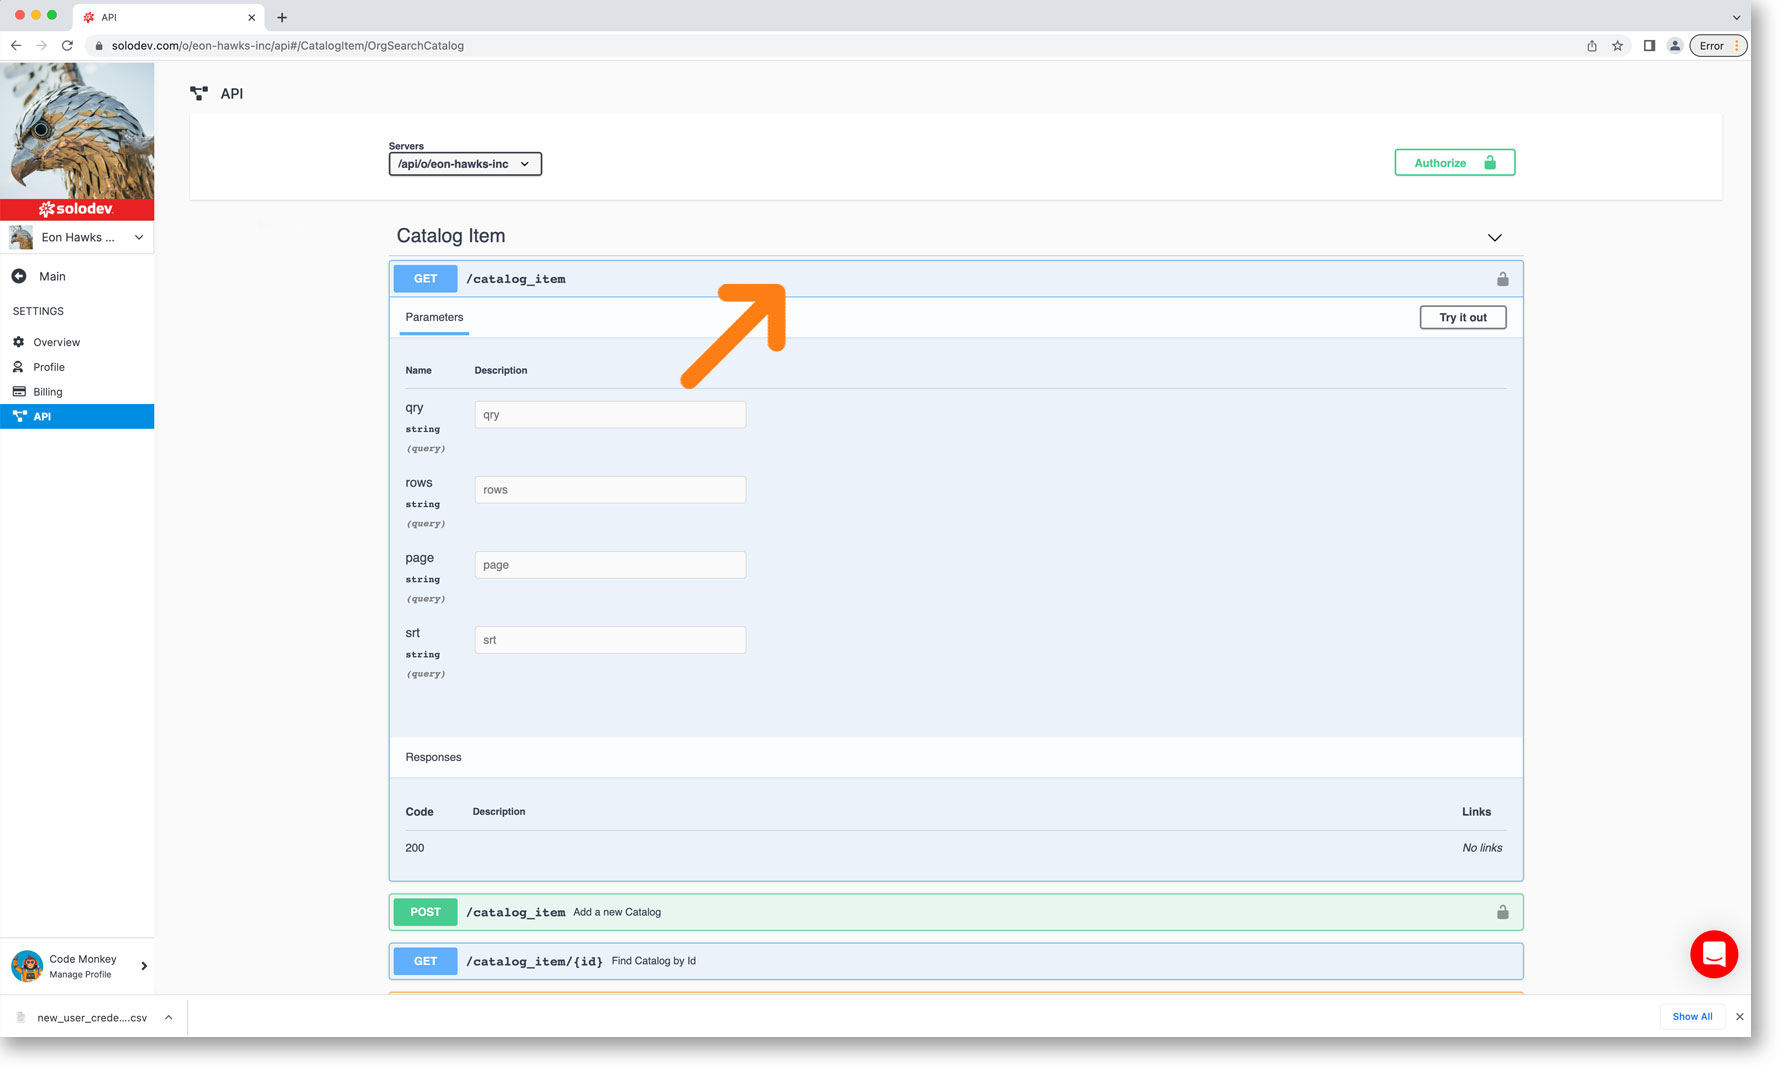 API
solodev.com/o/eon-hawks-inc/api#/CatalogItem/OrgSearchCatalog
Error
solodev
Eon Hawks ...
Main
SETTINGS
Overview
Profile
Billing
API
Code Monkey
Manage Profile
API
Servers
/api/o/eon-hawks-inc
Authorize
Catalog Item
GET /catalog_item
Parameters
Try it out
Name Description
qry
string
(query)
qry
rows
string
(query)
rows
page
string
(query)
page
srt
string
(query)
srt
Responses
Code Description Links
200 No links
POST /catalog_item Add a new Catalog
GET /catalog_item/{id} Find Catalog by Id
new_user_crede....csv
Show All